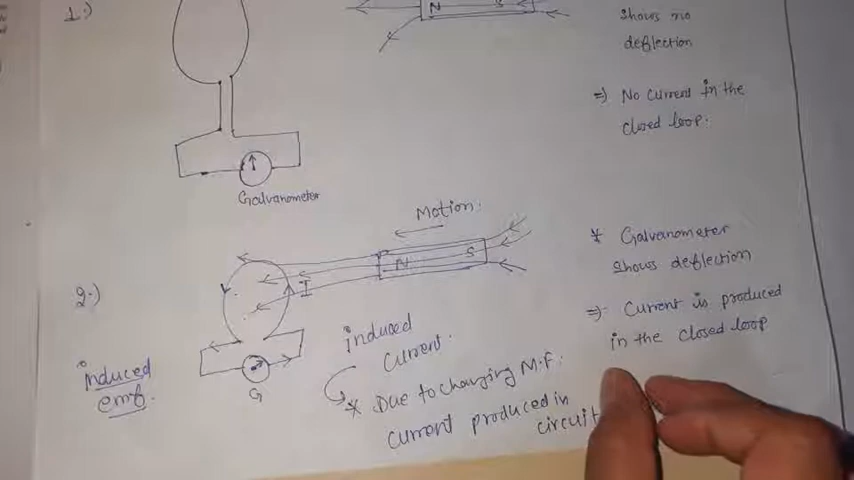 1.)
N S
shows no
deflection
=) No current in the
closed loop.
Galvanometer
Motion.
N S
I
2.)
* Galvanometer
shows deflection
=) Current is produced
in the closed loop
induced
current.
induced
emf.
G
* Due to changing M.F.
current produced in
circuit